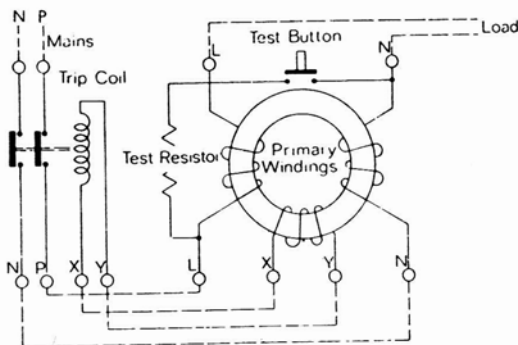 N P
Mains
Trip Coil
Test Button
L
N
Load
Test Resistor
Primary
Windings
N P X Y L X Y N